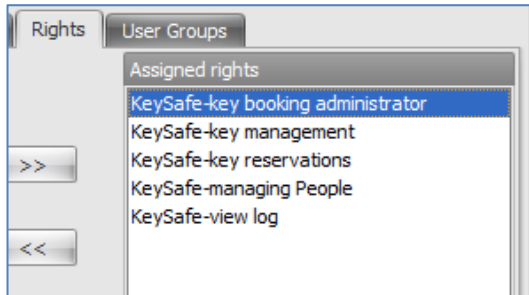 Rights
User Groups
Assigned rights
KeySafe-key booking administrator
KeySafe-key management
KeySafe-key reservations
>>
KeySafe-managing People
KeySafe-view log
<<